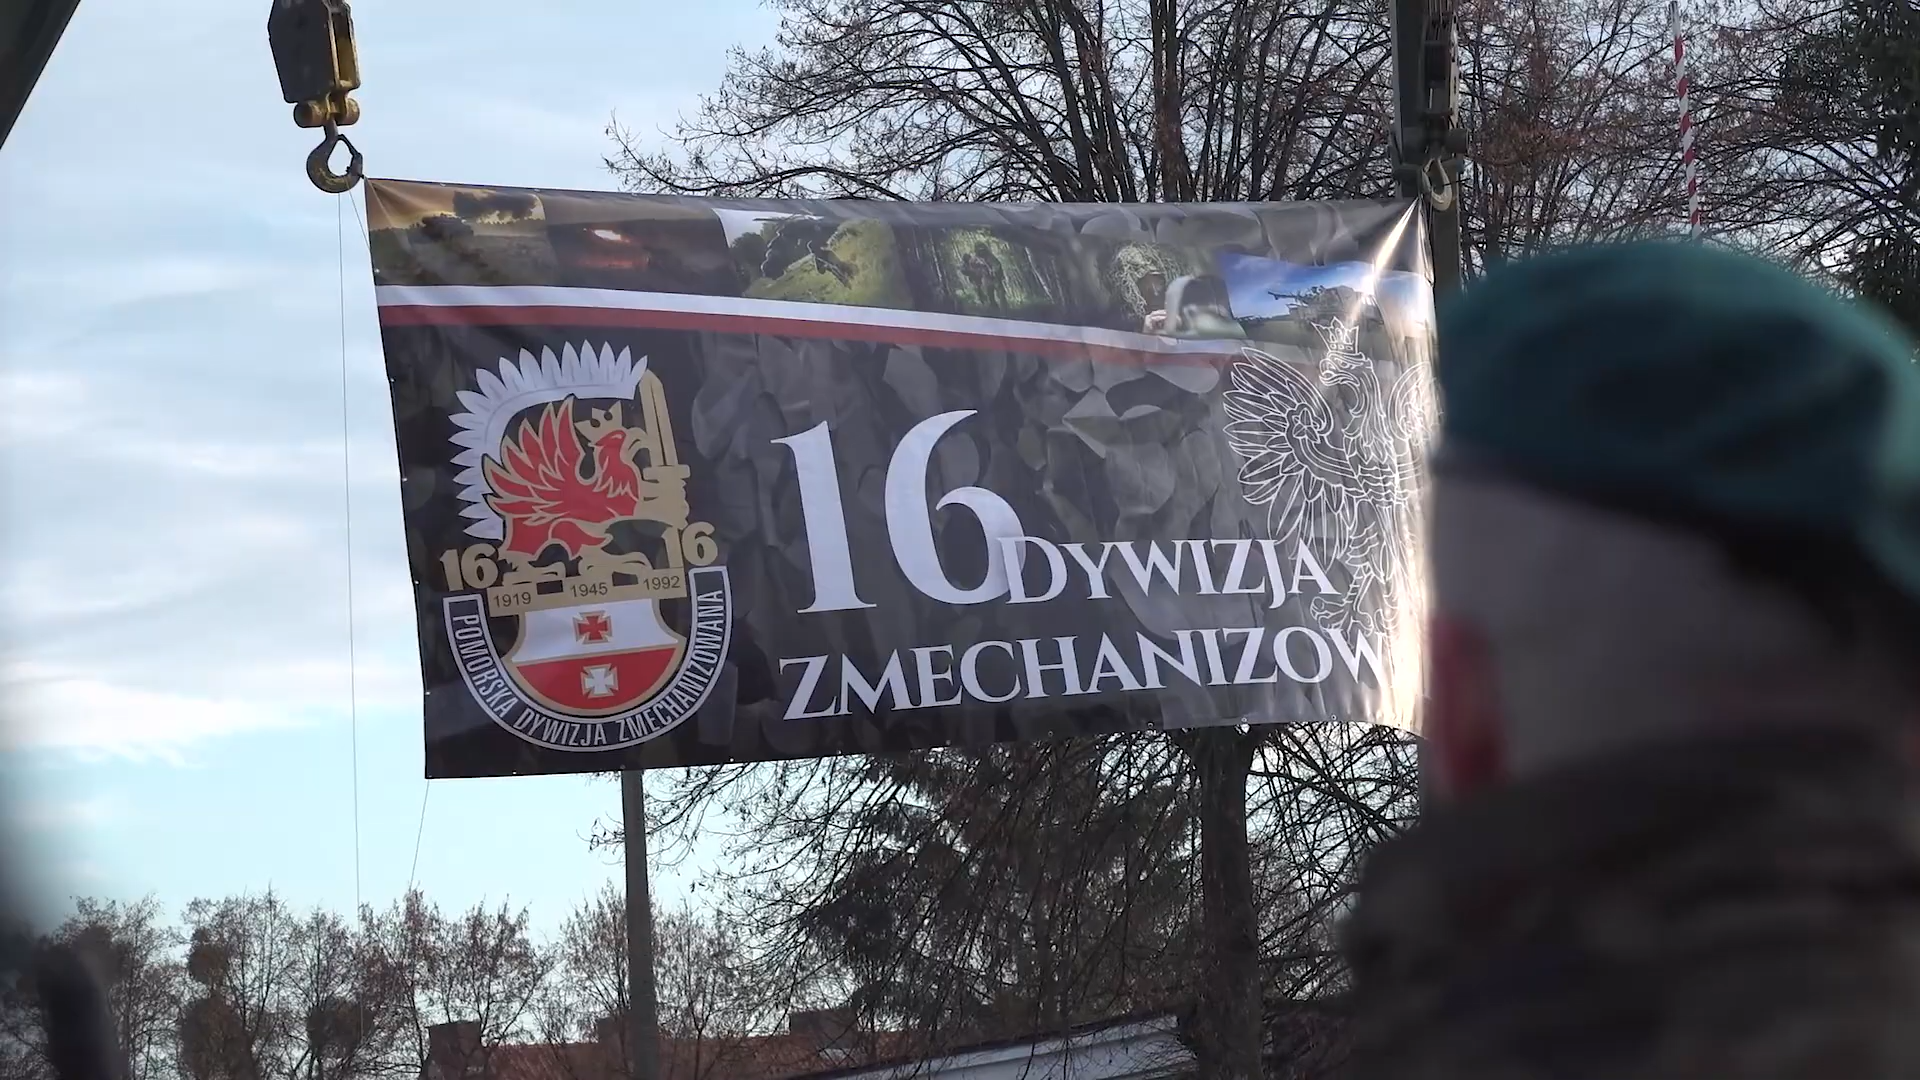 16 DYWIZJA
ZMECHANIZOW
16 16
1919 1945 1992
POMORSKA DYWIZJA ZMECHANIZOWANA